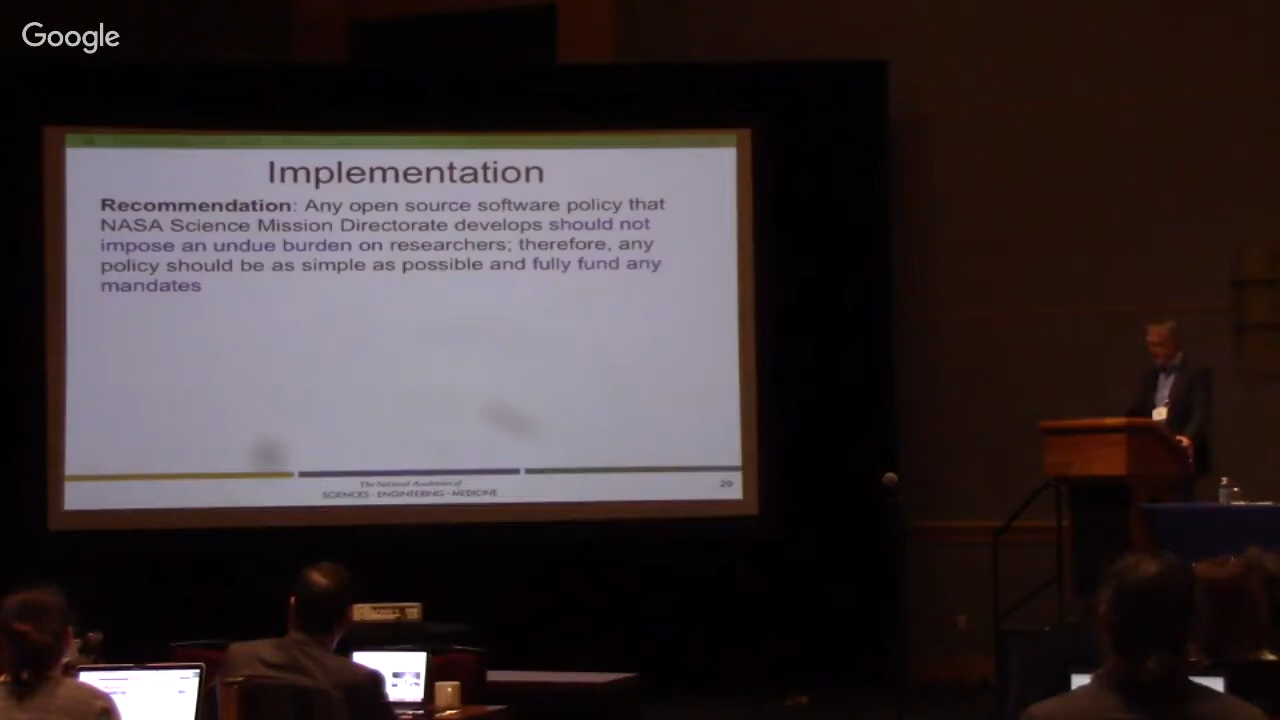 Google
Implementation
Recommendation: Any open source software policy that
NASA Science Mission Directorate develops should not
impose an undue burden on researchers; therefore, any
policy should be as simple as possible and fully fund any
mandates
The National Academies of
SCIENCES · ENGINEERING · MEDICINE
29